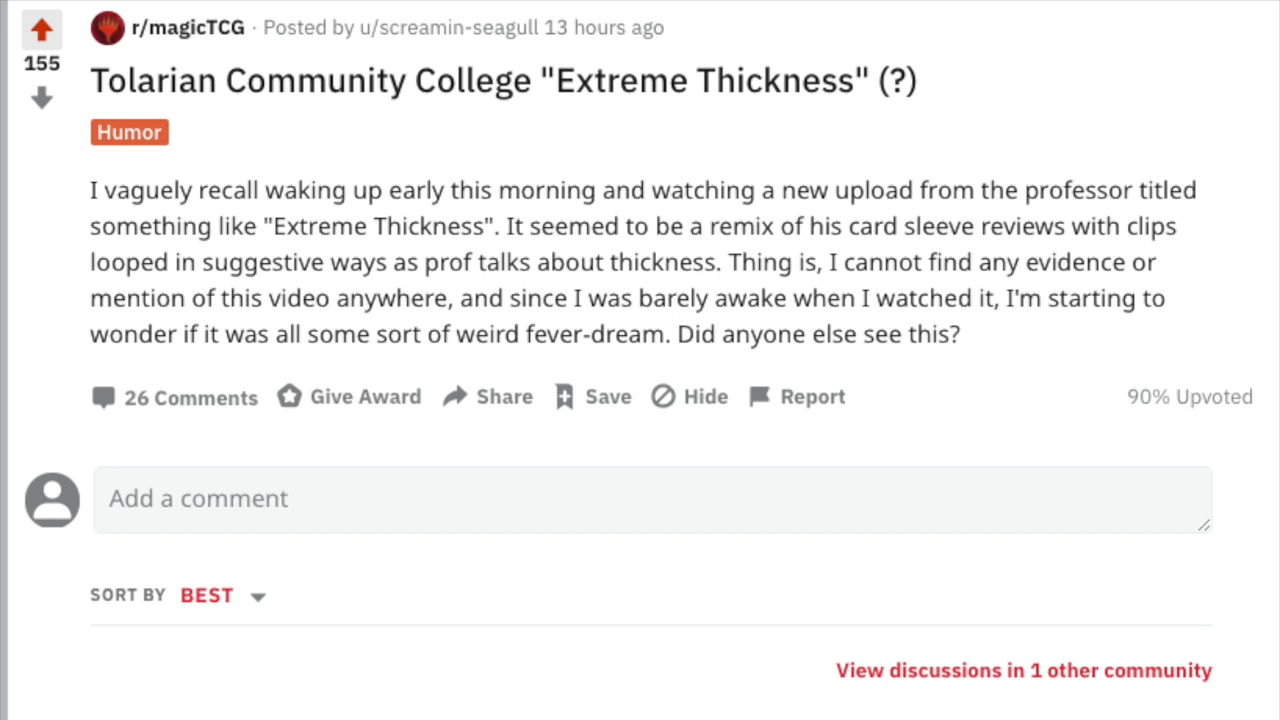 r/magicTCG · Posted by u/screamin-seagull 13 hours ago
155
Tolarian Community College "Extreme Thickness" (?)
Humor
I vaguely recall waking up early this morning and watching a new upload from the professor titled
something like "Extreme Thickness". It seemed to be a remix of his card sleeve reviews with clips
looped in suggestive ways as prof talks about thickness. Thing is, I cannot find any evidence or
mention of this video anywhere, and since I was barely awake when I watched it, I'm starting to
wonder if it was all some sort of weird fever-dream. Did anyone else see this?
26 Comments Give Award Share Save Hide Report 90% Upvoted
Add a comment
SORT BY BEST
View discussions in 1 other community